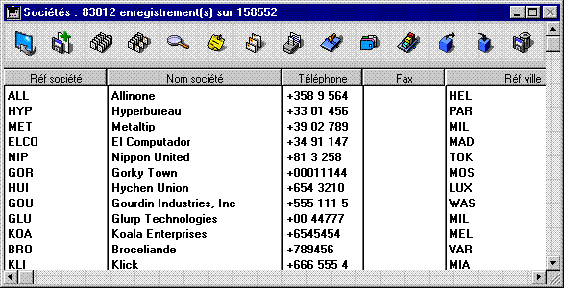 Sociétés : 83012 enregistrement(s) sur 158552
Réf société Nom société Téléphone Fax Réf ville
ALL Allinone +358 9 564 HEL
HYP Hyperbureau +33 01 456 PAR
MET Metaltip +39 02 789 MIL
ELCO El Computador +34 91 147 MAD
NIP Nippon United +81 3 258 TOK
GOR Gorky Town +00011144 MOS
HUI Hychen Union +654 3210 LUX
GOU Gourdin Industries, Inc +555 111 5 WAS
GLU Glurp Technologies +00 44777 MIL
KOA Koala Enterprises +6545454 MEL
BRO Broceliande +789456 VAR
KLI Klick +666 555 4 MIA